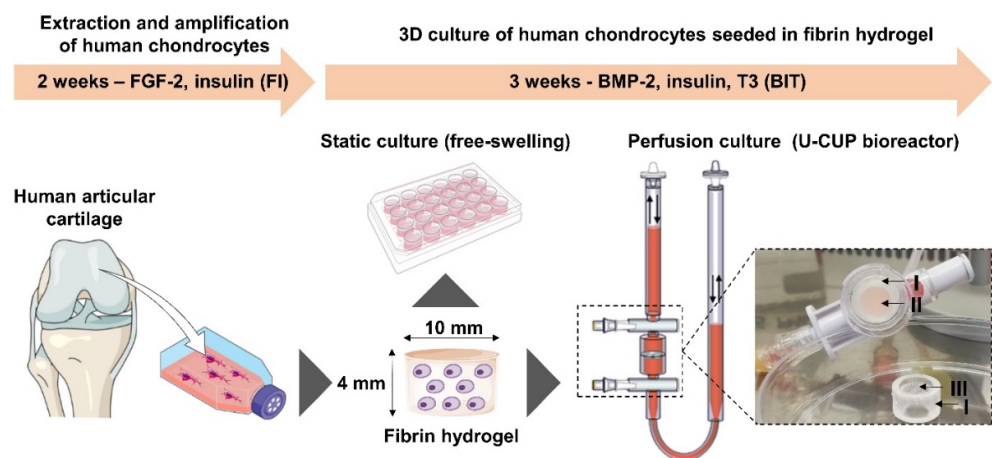 Extraction and amplification
of human chondrocytes
2 weeks – FGF-2, insulin (FI)
3D culture of human chondrocytes seeded in fibrin hydrogel
3 weeks - BMP-2, insulin, T3 (BIT)
Static culture (free-swelling)
Perfusion culture (U-CUP bioreactor)
Human articular
cartilage
10 mm
4 mm
Fibrin hydrogel
I
II
III
I